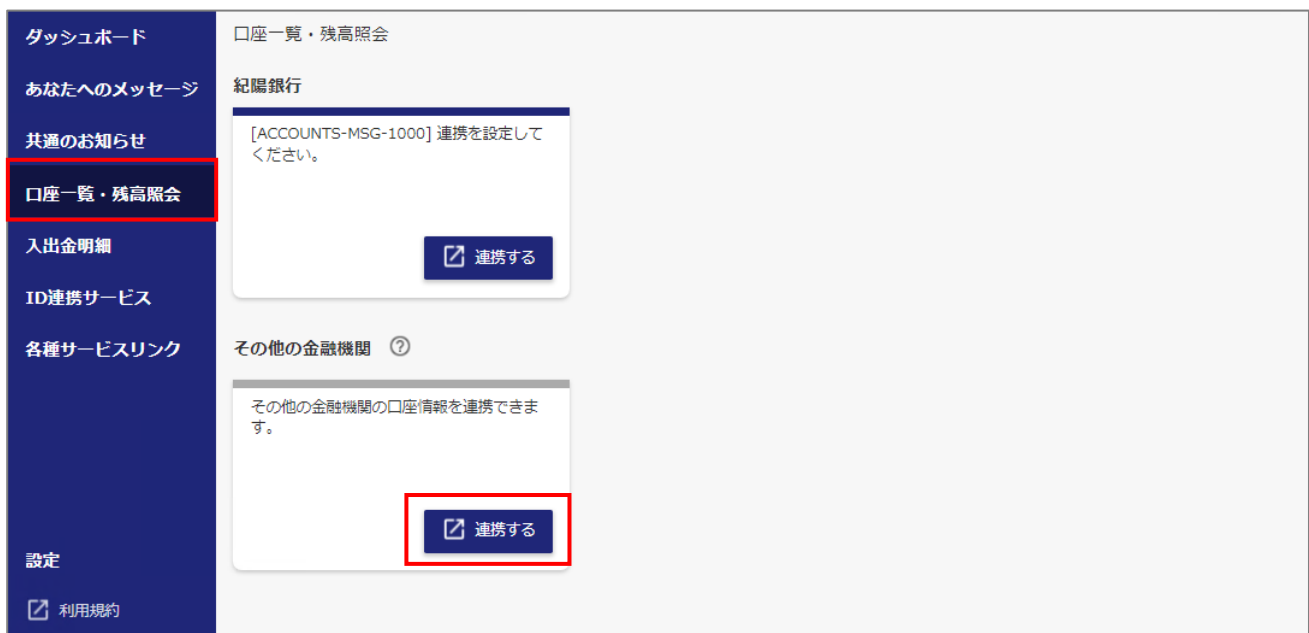 ダッシュボード
あなたへのメッセージ
共通のお知らせ
口座一覧・残高照会
入出金明細
ID連携サービス
各種サービスリンク
設定
利用規約
口座一覧・残高照会
紀陽銀行
[ACCOUNTS-MSG-1000] 連携を設定して
ください。
連携する
その他の金融機関 ?
その他の金融機関の口座情報を連携できま
す。
連携する